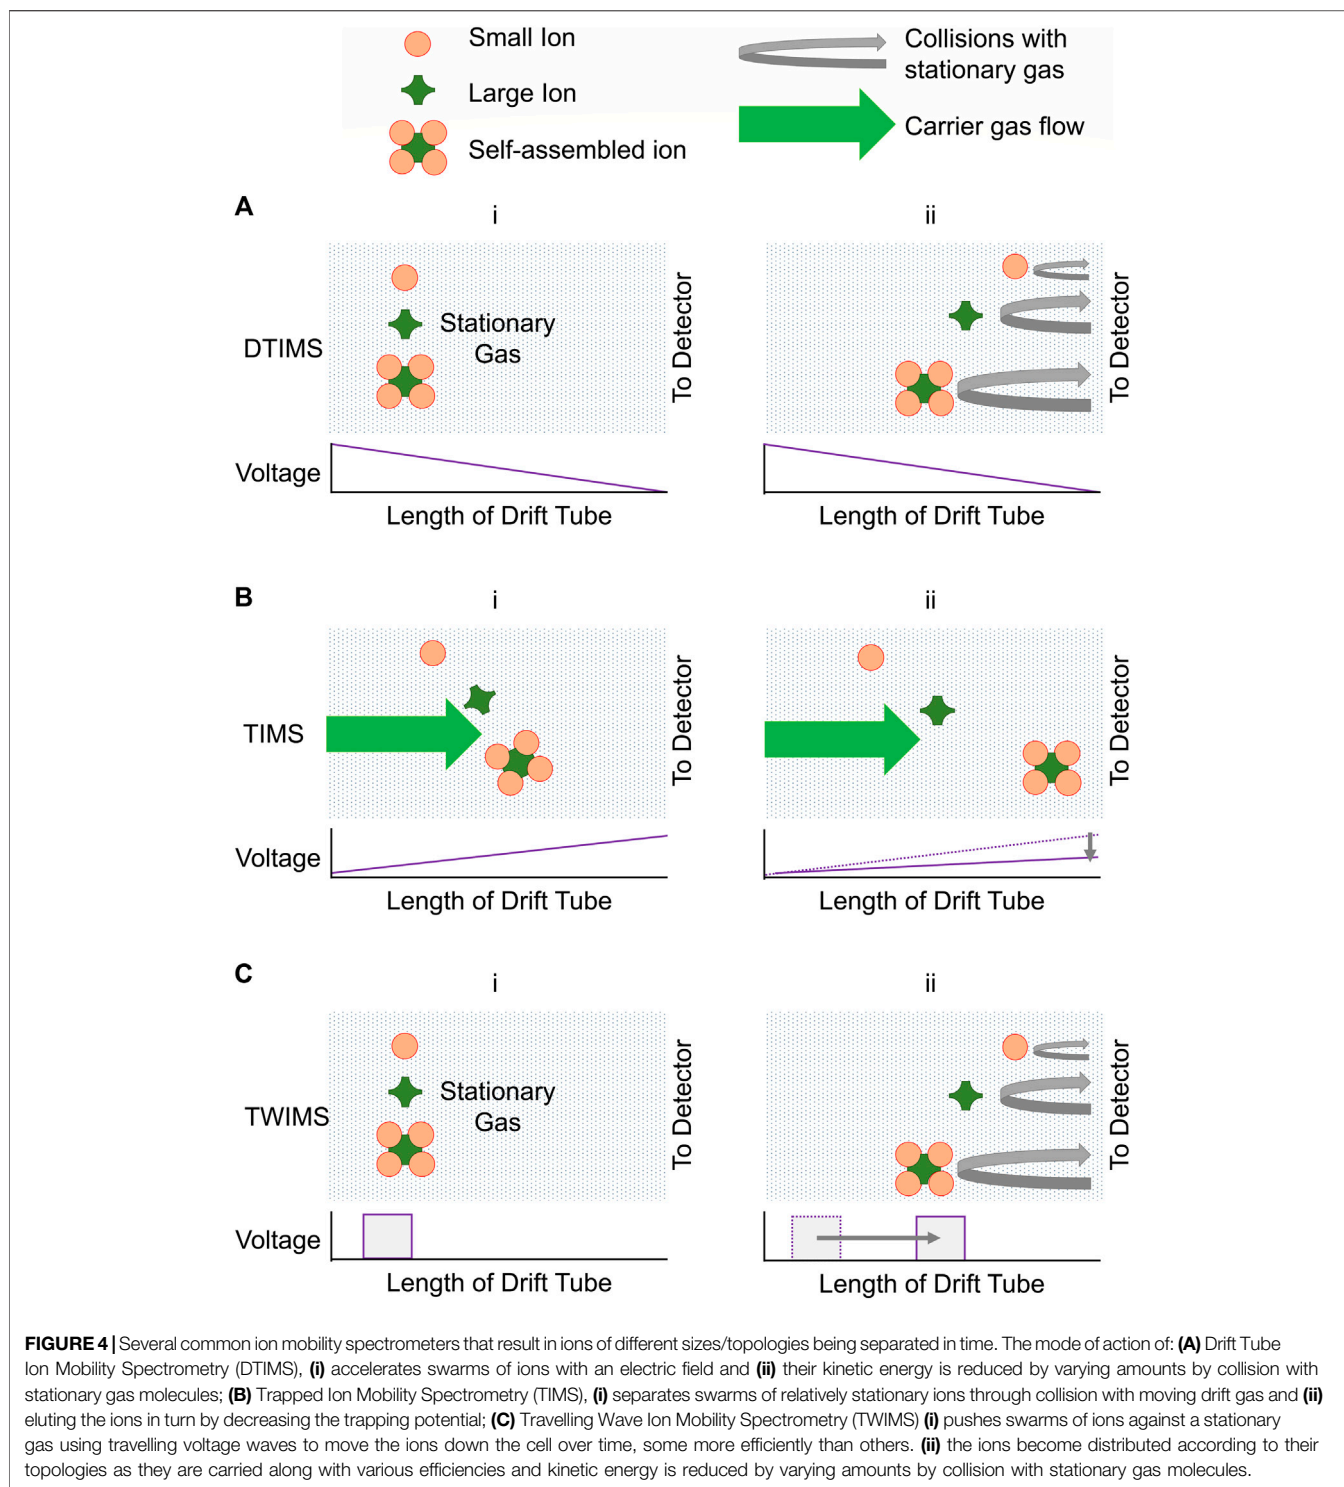 Small Ion
Large Ion
Self-assembled ion
Collisions with
stationary gas
Carrier gas flow
A
i
ii
DTIMS
Stationary
Gas
To Detector
To Detector
Voltage
Length of Drift Tube
Length of Drift Tube
B
i
ii
TIMS
To Detector
To Detector
Voltage
Length of Drift Tube
Length of Drift Tube
C
i
ii
TWIMS
Stationary
Gas
To Detector
To Detector
Voltage
Length of Drift Tube
Length of Drift Tube
FIGURE 4 | Several common ion mobility spectrometers that result in ions of different sizes/topologies being separated in time. The mode of action of: (A) Drift Tube
Ion Mobility Spectrometry (DTIMS), (i) accelerates swarms of ions with an electric field and (ii) their kinetic energy is reduced by varying amounts by collision with
stationary gas molecules; (B) Trapped Ion Mobility Spectrometry (TIMS), (i) separates swarms of relatively stationary ions through collision with moving drift gas and (ii)
eluting the ions in turn by decreasing the trapping potential; (C) Travelling Wave Ion Mobility Spectrometry (TWIMS) (i) pushes swarms of ions against a stationary
gas using travelling voltage waves to move the ions down the cell over time, some more efficiently than others. (ii) the ions become distributed according to their
topologies as they are carried along with various efficiencies and kinetic energy is reduced by varying amounts by collision with stationary gas molecules.